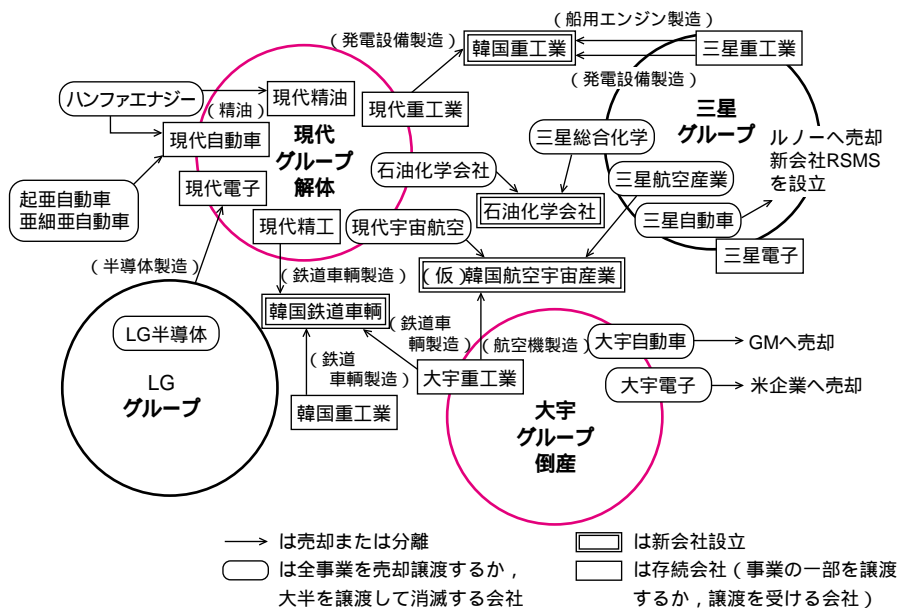 （船用エンジン製造）
（発電設備製造）
韓国重工業
三星重工業
（発電設備製造）
ハンファエナジー
現代精油
（精油）
現代重工業
現代自動車
現代
グループ
解体
三星
グループ
三星総合化学
ルノーへ売却
新会社RSMS
を設立
石油化学会社
三星航空産業
起亜自動車
亜細亜自動車
現代電子
石油化学会社
三星自動車
現代精工
現代宇宙航空
三星電子
（半導体製造）
（鉄道車輌製造）
（仮）韓国航空宇宙産業
韓国鉄道車輌
LG半導体
（鉄道車
輌製造）
（航空機製造）
大宇自動車
GMへ売却
（鉄道
車輌製造）
大宇重工業
大宇電子
米企業へ売却
LG
グループ
韓国重工業
大宇
グループ
倒産
は売却または分離
は新会社設立
は全事業を売却譲渡するか，
大半を譲渡して消滅する会社
は存続会社（事業の一部を譲渡
するか，譲渡を受ける会社）